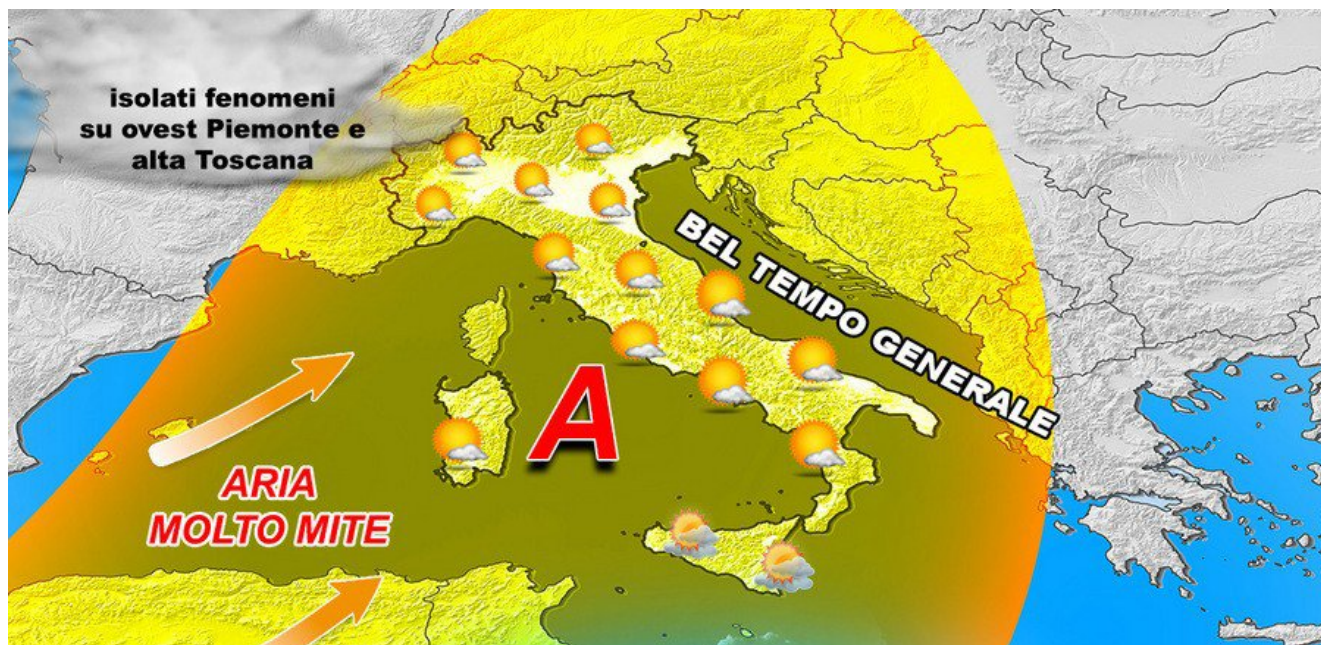 isolati fenomeni
su ovest Piemonte e
alta Toscana
BEL TEMPO GENERALE
A
ARIA
MOLTO MITE